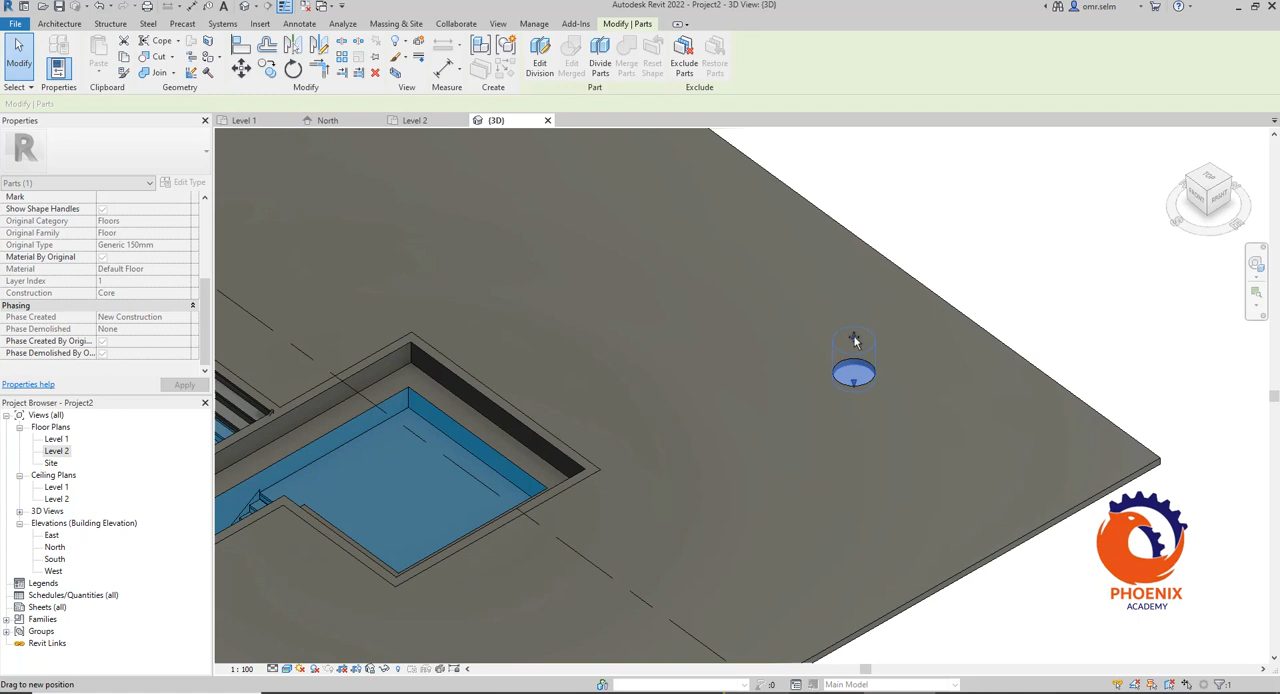 Autodesk Revit 2022 - Project2 - 3D View: {3D}
omr.selm
File Architecture Structure Steel Precast Systems Insert Annotate Analyze Massing & Site Collaborate View Manage Add-Ins Modify | Parts
Modify
Select
Properties
Paste
Clipboard
Cope
Cut
Join
Geometry
Modify
View
Measure
Create
Edit Division
Edit Merged
Divide Parts
Merge Parts
Reset Shape
Part
Exclude Parts
Restore Parts
Exclude
Modify | Parts
Properties
Level 1
North
Level 2
{3D}
Parts (1)
Edit Type
Mark
Show Shape Handles
Original Category Floors
Original Family Floor
Original Type Generic 150mm
Material By Original
Material Default Floor
Layer Index 1
Construction Core
Phasing
Phase Created New Construction
Phase Demolished None
Phase Created By Origi...
Phase Demolished By O...
Properties help
Apply
Project Browser - Project2
Views (all)
Floor Plans
Level 1
Level 2
Site
Ceiling Plans
Level 1
Level 2
3D Views
Elevations (Building Elevation)
East
North
South
West
Legends
Schedules/Quantities (all)
Sheets (all)
Families
Groups
Revit Links
TOP
FRONT
RIGHT
PHOENIX
ACADEMY
1 : 100
Drag to new position
:0
Main Model
:1